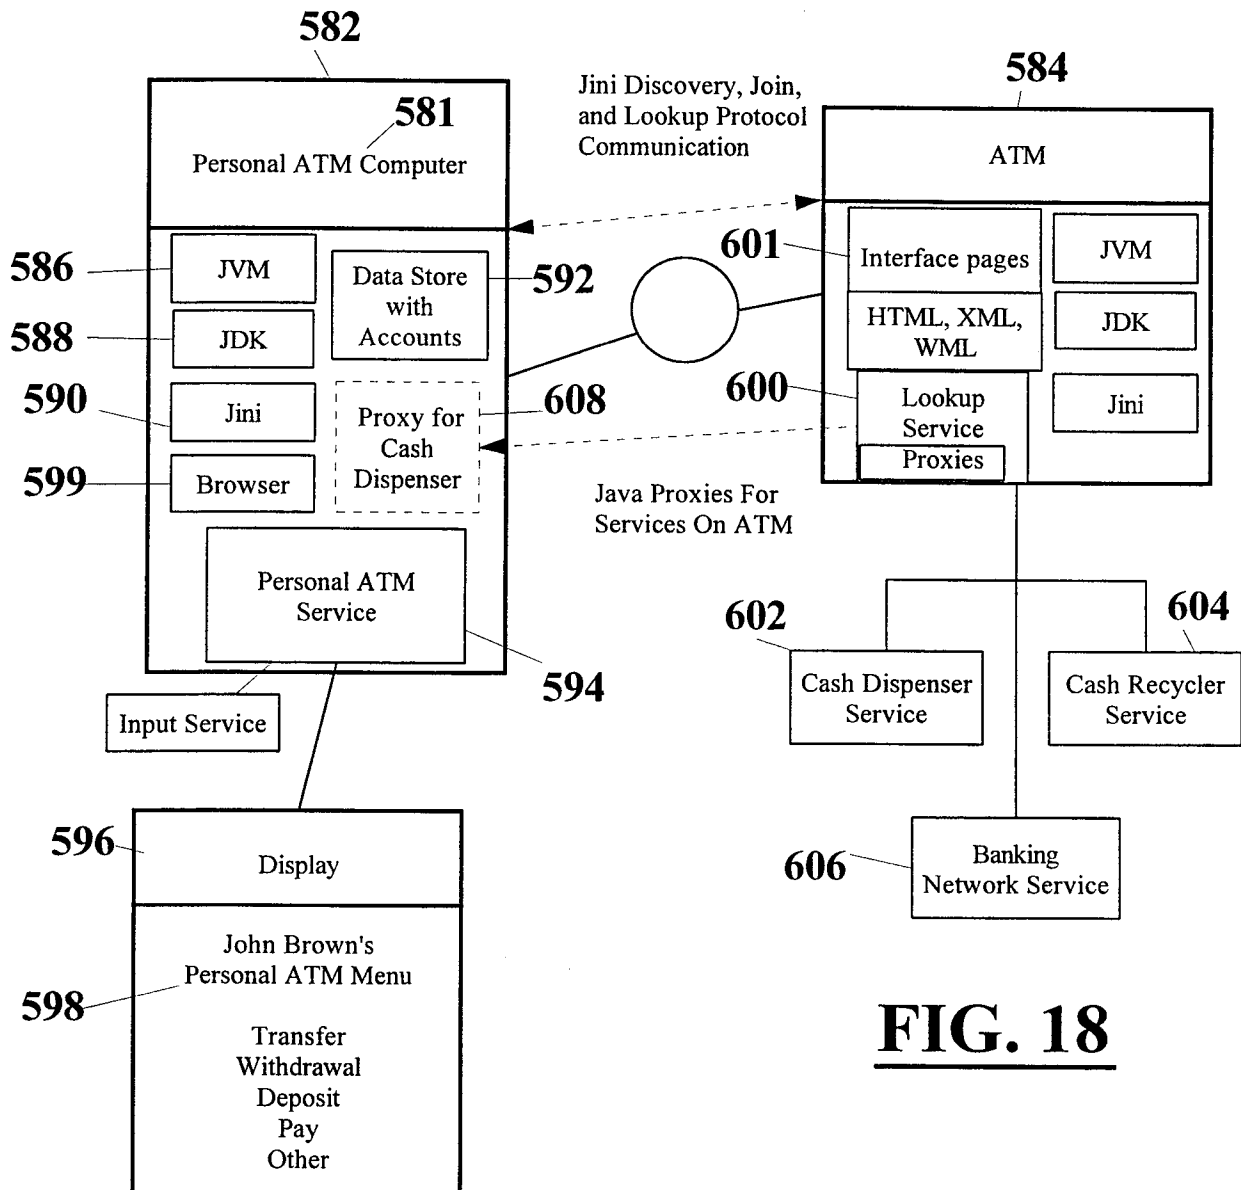 582
581
Personal ATM Computer
Jini Discovery, Join,
and Lookup Protocol
Communication
584
ATM
586
JVM
588
JDK
590
Jini
599
Browser
Data Store
with
Accounts
592
Proxy for
Cash
Dispenser
608
601
Interface pages
HTML, XML,
WML
600
Lookup
Service
Proxies
JVM
JDK
Jini
Java Proxies For
Services On ATM
Personal ATM
Service
594
Input Service
602
Cash Dispenser
Service
604
Cash Recycler
Service
606
Banking
Network Service
596
Display
598
John Brown's
Personal ATM Menu
Transfer
Withdrawal
Deposit
Pay
Other
FIG. 18